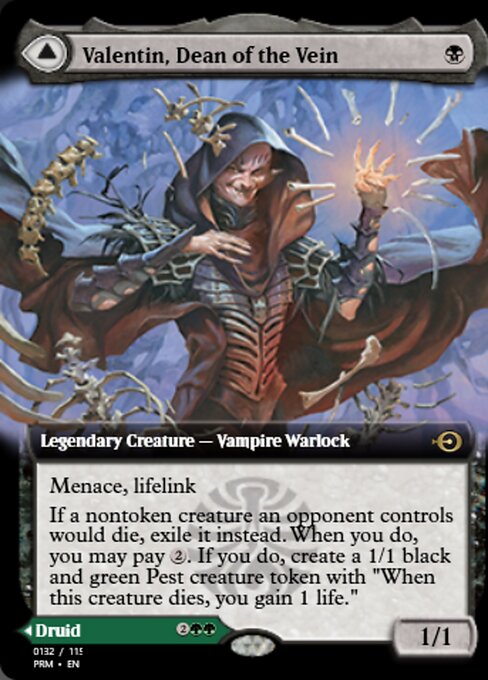 Valentin, Dean of the Vein
Legendary Creature — Vampire Warlock
Menace, lifelink
If a nontoken creature an opponent controls
would die, exile it instead. When you do,
you may pay 2. If you do, create a 1/1 black
and green Pest creature token with "When
this creature dies, you gain 1 life."
Druid 2
1/1
0132 / 115
PRM • EN